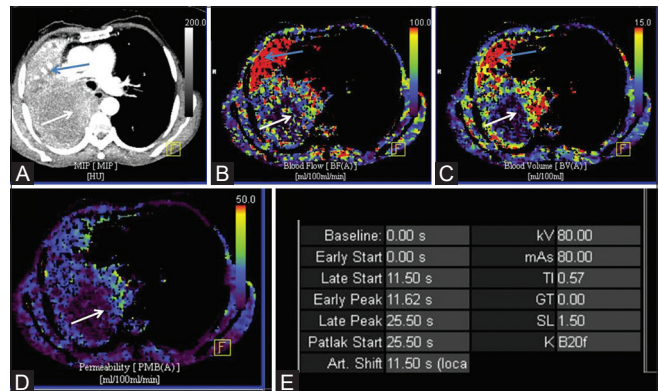 200.0
F
A
MIP [ MIP ]
[HU]
100.0
F
B
Blood Flow [ BF(A) ]
[ml/100ml/min]
15.0
F
C
Blood Volume [ BV(A) ]
[ml/100ml]
50.0
F
D
Permeability [ PMB(A) ]
[ml/100ml/min]
Baseline: 0.00 s kV 80.00
Early Start 0.00 s mAs 80.00
Late Start 11.50 s TI 0.57
Early Peak 11.62 s GT 0.00
Late Peak 25.50 s SL 1.50
Patlak Start 25.50 s K B20f
Art. Shift 11.50 s (loca
E